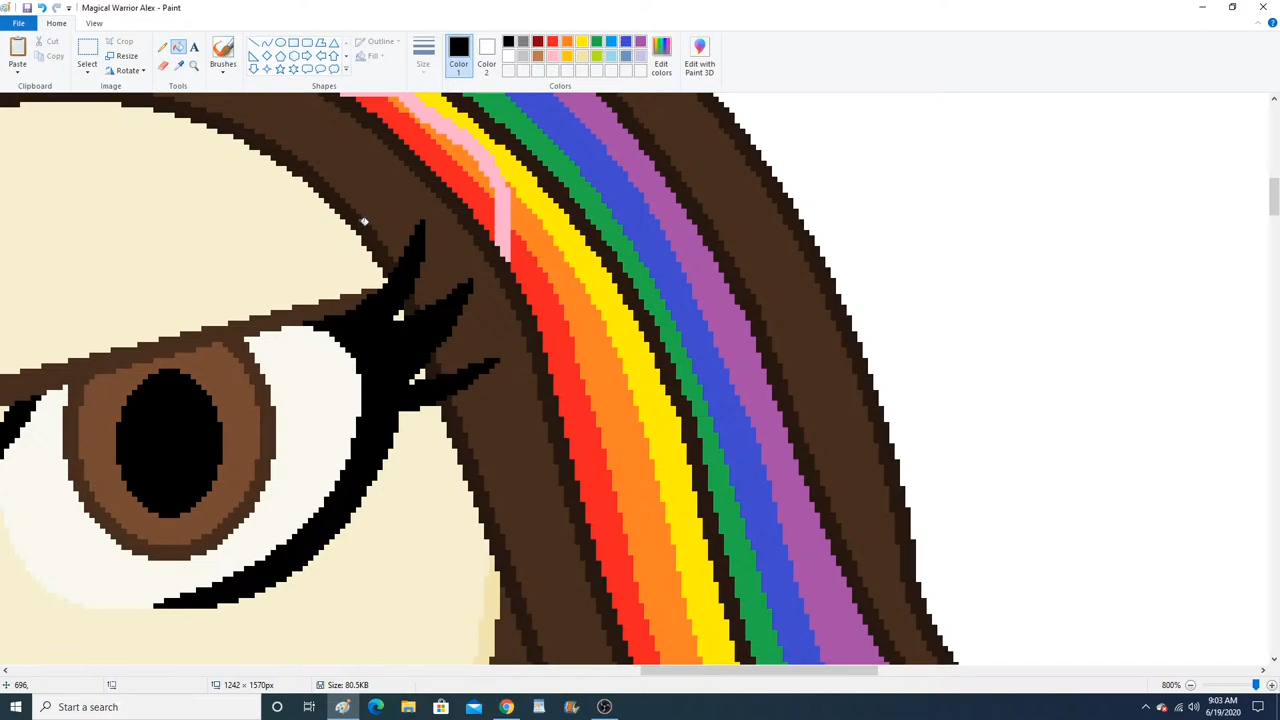 Magical Warrior Alex - Paint
File Home View
Paste Cut Copy
Clipboard
Select Crop Resize Rotate
Image
A
Tools
Brushes
Outline Fill
Shapes
Size
Color 1
Color 2
Edit colors
Colors
Edit with Paint 3D
696,
1242 × 1570px
Size: 80.5KB
800%
Start a search
9:03 AM
6/19/2020